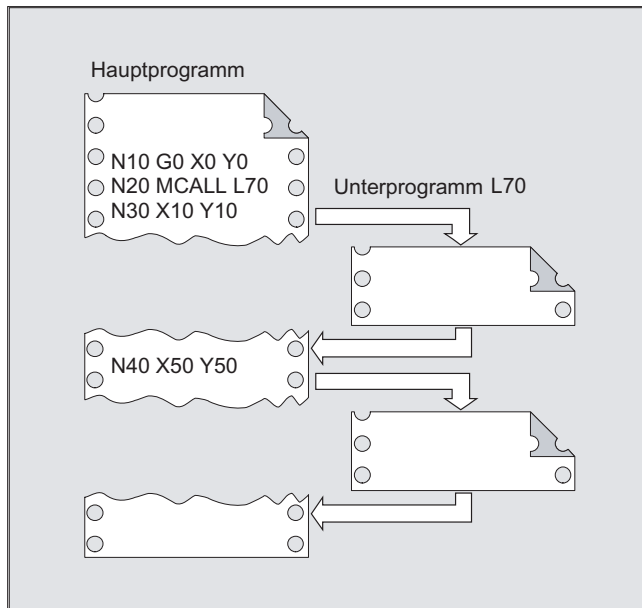 Hauptprogramm
N10 G0 X0 Y0
N20 MCALL L70
N30 X10 Y10
Unterprogramm L70
N40 X50 Y50